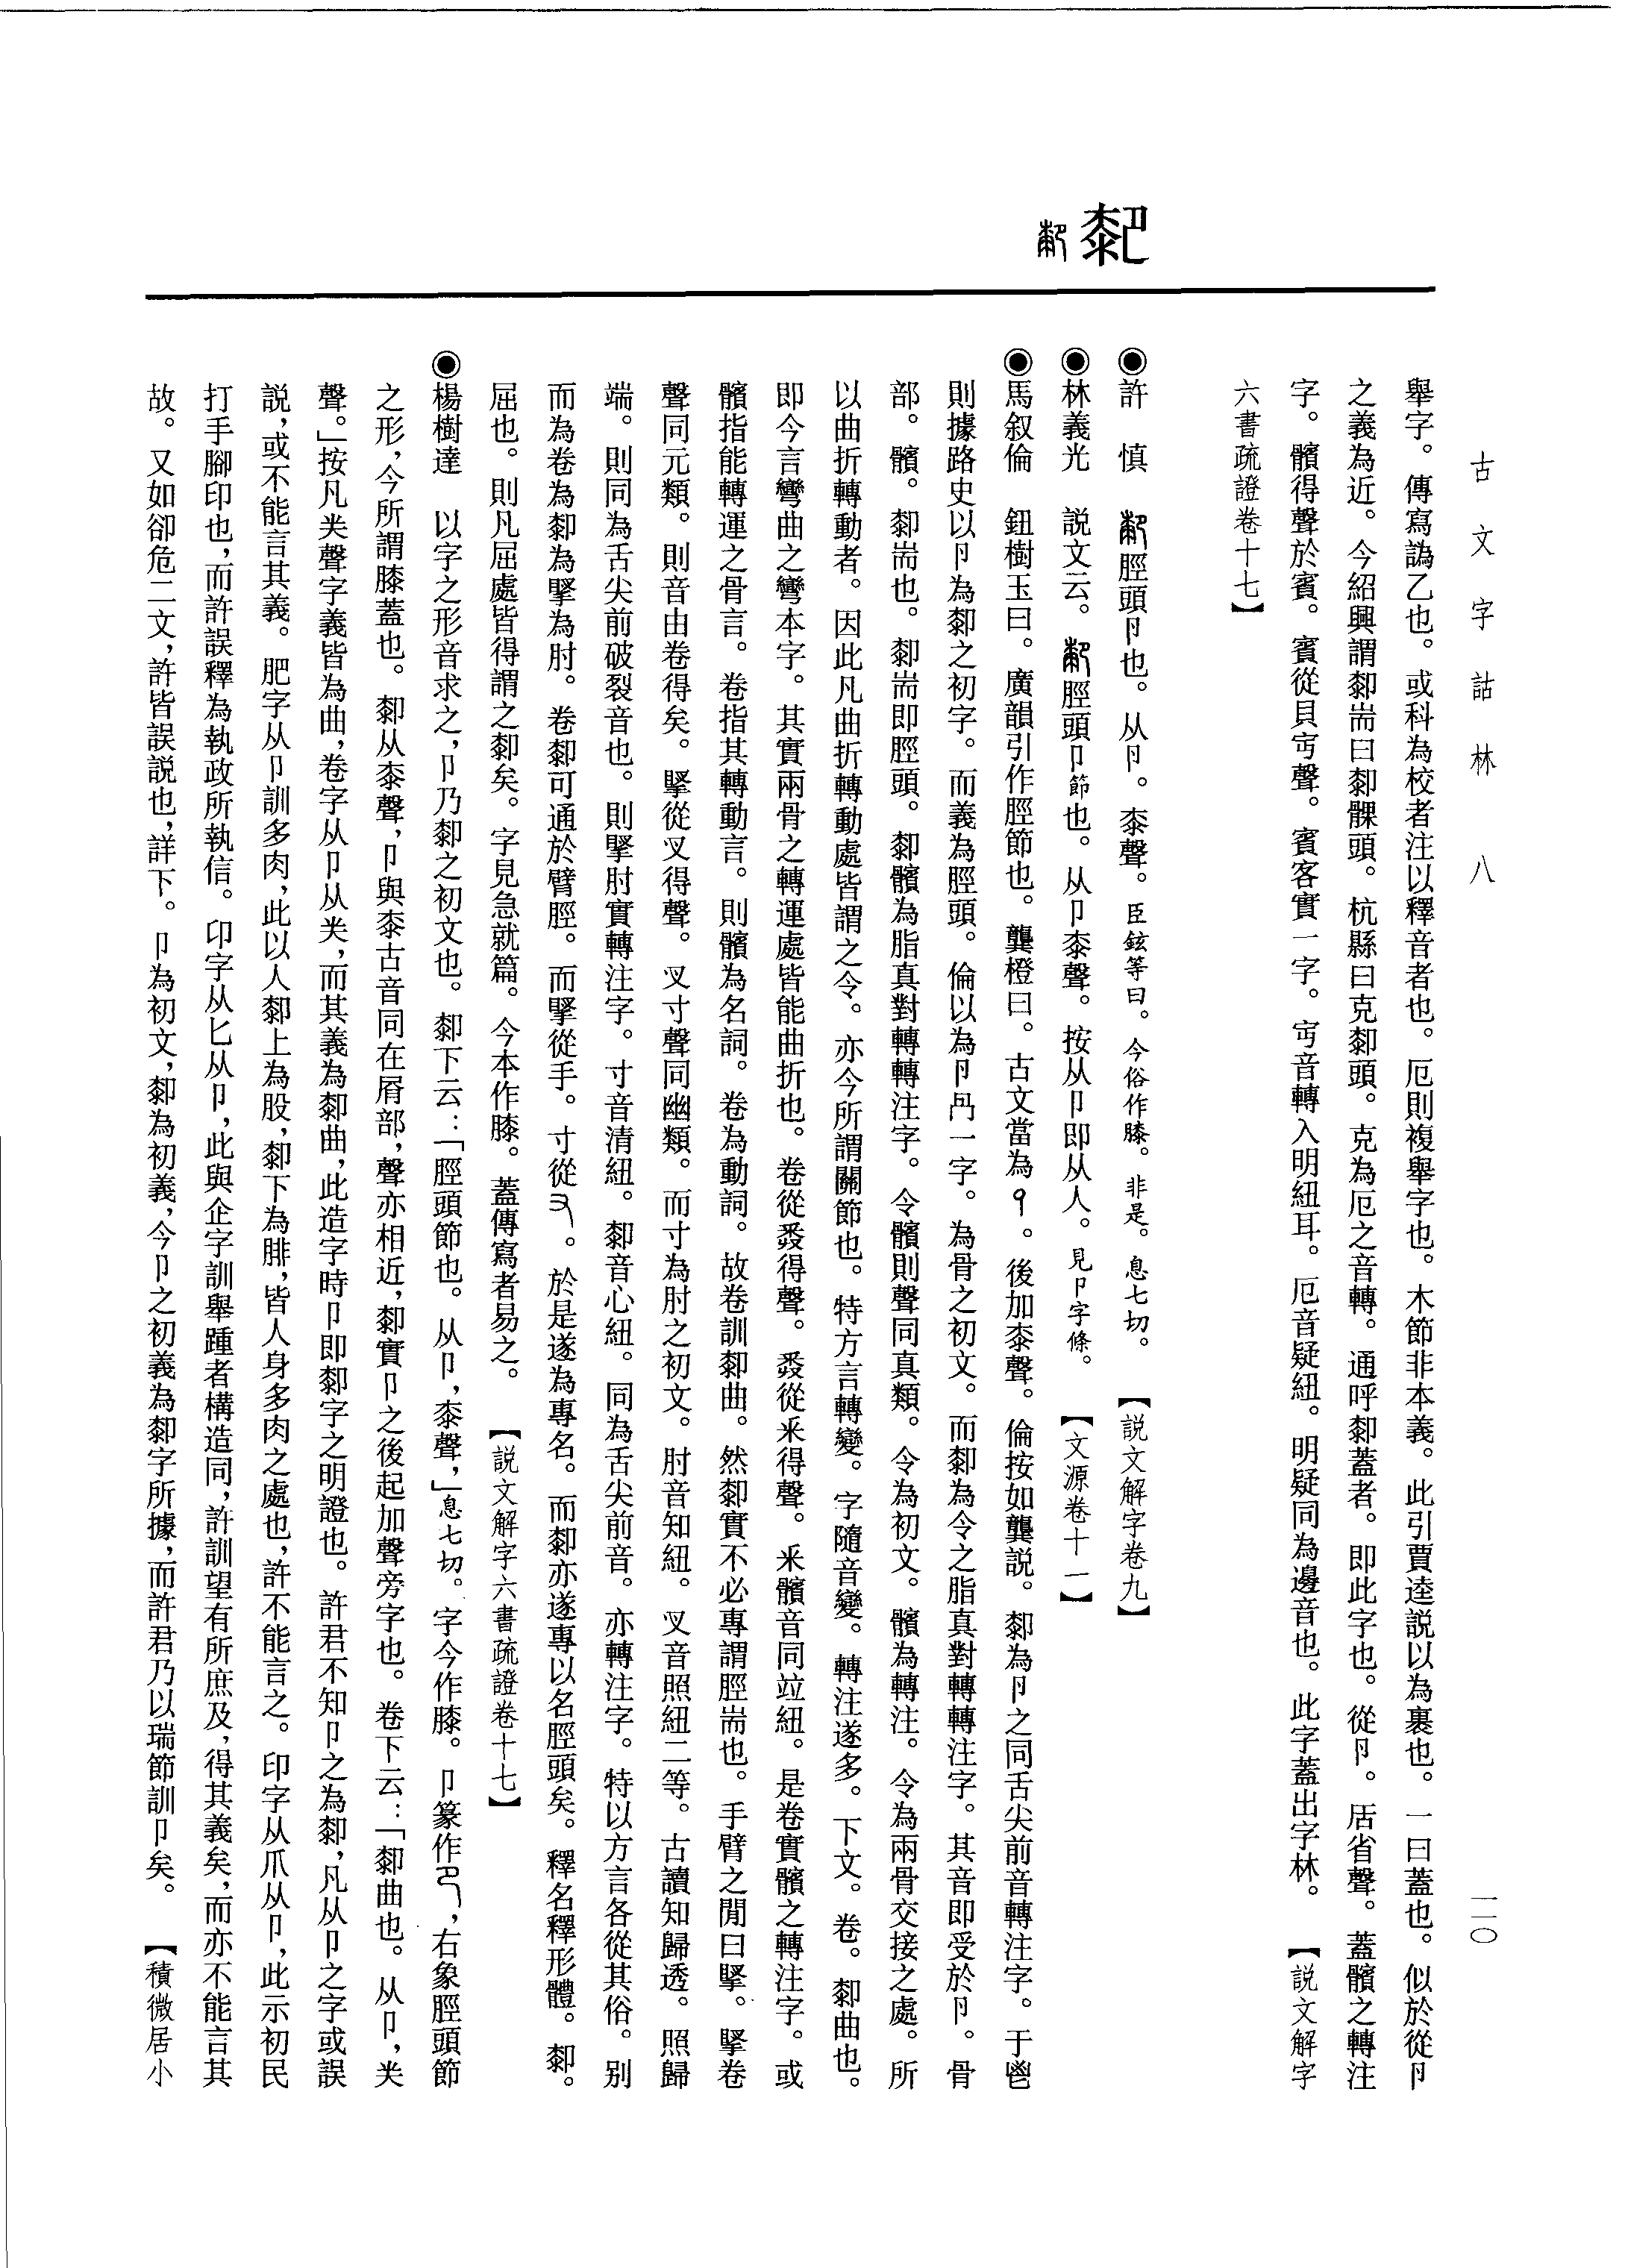 古文字詁林 八
一二〇
厀
舉字。傳寫譌乙也。或科為校者注以釋音者也。厄則複舉字也。木節非本義。此引賈逵説以為裹也。一曰蓋也。似於從卪
之義為近。今紹興謂厀耑曰厀髁頭。杭縣曰克厀頭。克為厄之音轉。通呼厀蓋者。即此字也。從卪。𠯑省聲。蓋髕之轉注
字。髕得聲於賓。賓從貝㝉聲。賓客實一字。㝉音轉入明紐耳。厄音疑紐。明疑同為邊音也。此字蓋出字林。【説文解字
六書疏證卷十七】
◉許 慎 厀脛頭卪也。从卪。桼聲。臣鉉等曰。今俗作膝。非是。息七切。【説文解字卷九】
◉林義光 説文云。厀脛頭卩節也。从卩桼聲。按从卩即从人。見卩字條。【文源卷十一】
◉馬叙倫 鈕樹玉曰。廣韻引作脛節也。龔橙曰。古文當為。後加桼聲。倫按如龔説。厀為卪之同舌尖前音轉注字。于鬯
則據路史以卪為厀之初字。而義為脛頭。倫以為卪冎一字。為骨之初文。而厀為令之脂真對轉轉注字。其音即受於卪。骨
部。髕。厀耑也。厀耑即脛頭。厀髕為脂真對轉轉注字。令髕則聲同真類。令為初文。髕為轉注。令為兩骨交接之處。所
以曲折轉動者。因此凡曲折轉動處皆謂之令。亦今所謂關節也。特方言轉變。字隨音變。轉注遂多。下文。卷。厀曲也。
即今言彎曲之彎本字。其實兩骨之轉運處皆能曲折也。卷從𢍏得聲。𢍏從釆得聲。釆髕音同竝紐。是卷實髕之轉注字。或
髕指能轉運之骨言。卷指其轉動言。則髕為名詞。卷為動詞。故卷訓厀曲。然厀實不必專謂脛耑也。手臂之閒曰掔。掔卷
聲同元類。則音由卷得矣。掔從叉得聲。叉寸聲同幽類。而寸為肘之初文。肘音知紐。叉音照紐二等。古讀知歸透。照歸
端。則同為舌尖前破裂音也。則掔肘實轉注字。寸音清紐。厀音心紐。同為舌尖前音。亦轉注字。特以方言各從其俗。別
而為卷為厀為掔為肘。卷厀可通於臂脛。而掔從手。寸從。於是遂為專名。而厀亦遂專以名脛頭矣。釋名釋形體。厀。
屈也。則凡屈處皆得謂之厀矣。字見急就篇。今本作膝。蓋傳寫者易之。【説文解字六書疏證卷十七】
◉楊樹達 以字之形音求之，卩乃厀之初文也。厀下云：「脛頭節也。从卩，桼聲，」息七切。字今作膝。卩篆作，右象脛頭節
之形，今所謂膝蓋也。厀从桼聲，卩與桼古音同在屑部，聲亦相近，厀實卩之後起加聲旁字也。卷下云：「厀曲也。从卩，𢍏
聲。」按凡𢍏聲字義皆為曲，卷字从卩从𢍏，而其義為厀曲，此造字時卩即厀字之明證也。許君不知卩之為厀，凡从卩之字或誤
説，或不能言其義。肥字从卩訓多肉，此以人厀上為股，厀下為腓，皆人身多肉之處也，許不能言之。印字从爪从卩，此示初民
打手腳印也，而許誤釋為執政所執信。卬字从匕从卩，此與企字訓舉踵者構造同，許訓望有所庶及，得其義矣，而亦不能言其
故。又如卻危二文，許皆誤説也，詳下。卩為初文，厀為初義，今卩之初義為厀字所據，而許君乃以瑞節訓卩矣。【積微居小